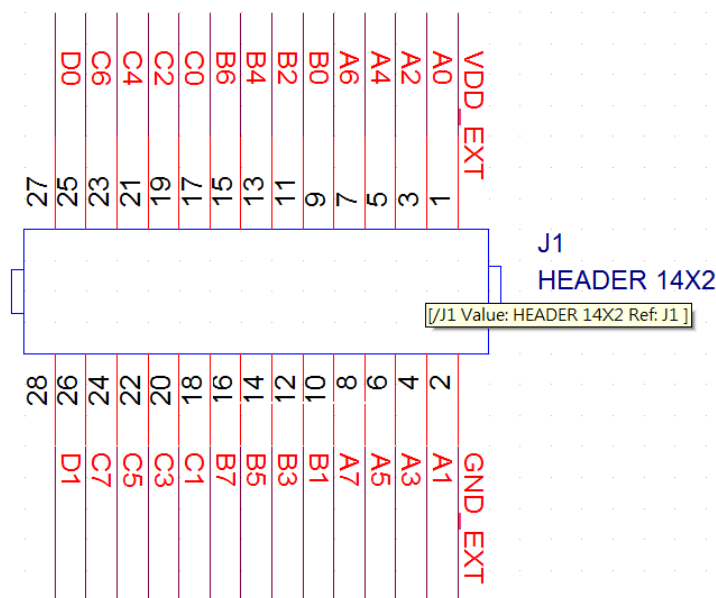 D0 C6 C4 C2 C0 B6 B4 B2 B0 A6 A4 A2 A0 VDD_EXT
27 25 23 21 19 17 15 13 11 9 7 5 3 1
J1
HEADER 14X2
[/J1 Value: HEADER 14X2 Ref: J1 ]
28 26 24 22 20 18 16 14 12 10 8 6 4 2
D1 C7 C5 C3 C1 B7 B5 B3 B1 A7 A5 A3 A1 GND_EXT